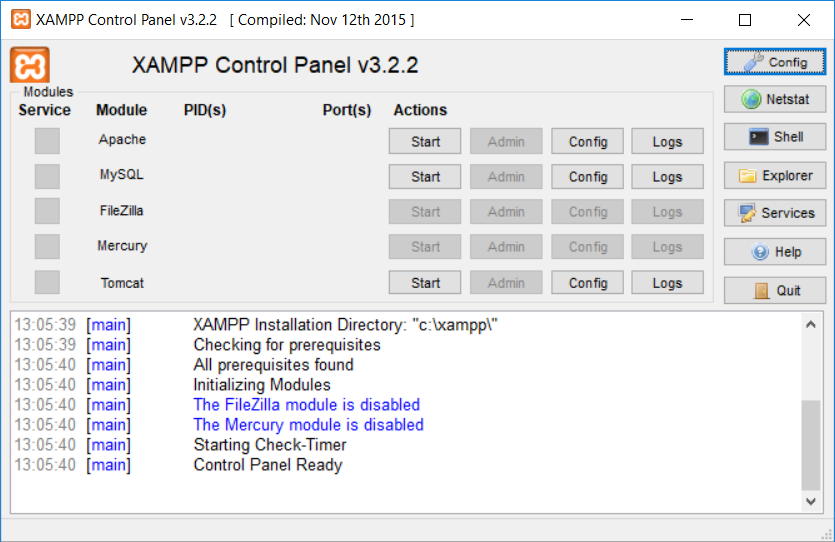 XAMPP Control Panel v3.2.2 [ Compiled: Nov 12th 2015 ]
XAMPP Control Panel v3.2.2
Config
Modules
Service Module PID(s) Port(s) Actions
Netstat
Apache Start Admin Config Logs
Shell
MySQL Start Admin Config Logs
Explorer
FileZilla Start Admin Config Logs
Services
Mercury Start Admin Config Logs
Help
Tomcat Start Admin Config Logs
Quit
13:05:39 [main] XAMPP Installation Directory: "c:\xampp\"
13:05:39 [main] Checking for prerequisites
13:05:40 [main] All prerequisites found
13:05:40 [main] Initializing Modules
13:05:40 [main] The FileZilla module is disabled
13:05:40 [main] The Mercury module is disabled
13:05:40 [main] Starting Check-Timer
13:05:40 [main] Control Panel Ready